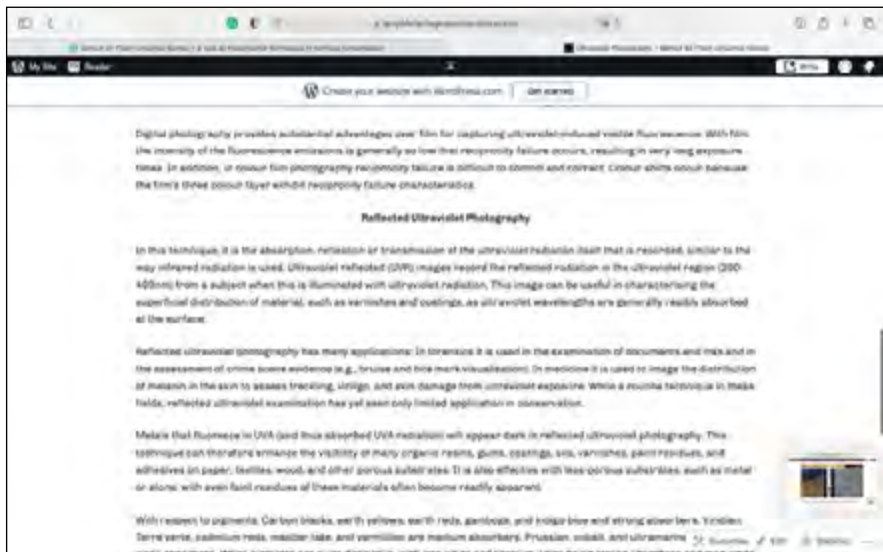 My Site Reader
Create your website with WordPress.com Get started
Digital photography provides substantial advantages over film for capturing ultraviolet-induced visible fluorescence. With film
the intensity of the fluorescence emissions is generally so low that reciprocity failure occurs, resulting in very long exposure
times. In addition, in colour film photography reciprocity failure is difficult to control and correct. Colour shifts occur because
the film's three colour layer exhibit reciprocity failure characteristics.
Reflected Ultraviolet Photography
In this technique, it is the absorption, reflection or transmission of the ultraviolet radiation itself that is recorded, similar to the
way infrared radiation is used. Ultraviolet reflected (UVR) images record the reflected radiation in the ultraviolet region (200-
400nm) from a subject when this is illuminated with ultraviolet radiation. This image can be useful in characterising the
superficial distribution of material, such as varnishes and coatings, as ultraviolet wavelengths are generally readily absorbed
at the surface.
Reflected ultraviolet photography has many applications: In forensics it is used in the examination of documents and inks and in
the assessment of crime scene evidence (e.g., bruise and bite mark visualisation). In medicine it is used to image the distribution
of melanin in the skin to assess freckling, vitiligo, and skin damage from ultraviolet exposure. While a routine technique in these
fields, reflected ultraviolet examination has yet seen only limited application in conservation.
Metals that fluoresce in UVA (and thus absorbed UVA radiation) will appear dark in reflected ultraviolet photography. This
technique can therefore enhance the visibility of many organic resins, gums, coatings, oils, varnishes, paint residues, and
adhesives on paper, textiles, wood, and other porous substrates. It is also effective with less porous substrates, such as metal
or stone; with even faint residues of these materials often become readily apparent.
With respect to pigments: Carbon blacks, earth yellows, earth reds, gamboge, and indigo blue and strong absorbers. Viridian,
Terre verte, cadmium reds, madder lake, and vermilion are medium absorbers. Prussian, cobalt, and ultramarine